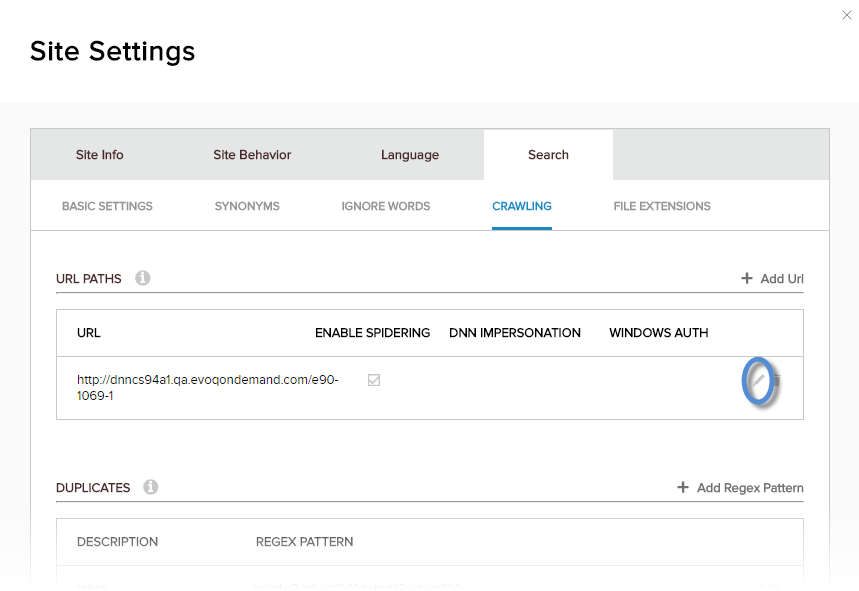 Site Settings
Site Info Site Behavior Language Search
BASIC SETTINGS SYNONYMS IGNORE WORDS CRAWLING FILE EXTENSIONS
URL PATHS + Add Url
URL ENABLE SPIDERING DNN IMPERSONATION WINDOWS AUTH
http://dnncs94a1.qa.evoqondemand.com/e90-
1069-1
DUPLICATES + Add Regex Pattern
DESCRIPTION REGEX PATTERN